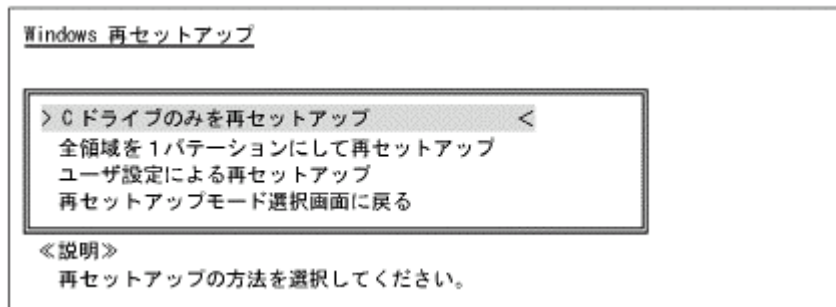 Windows 再セットアップ
> C ドライブのみを再セットアップ <
全領域を１パテーションにして再セットアップ
ユーザ設定による再セットアップ
再セットアップモード選択画面に戻る
≪説明≫
再セットアップの方法を選択してください。